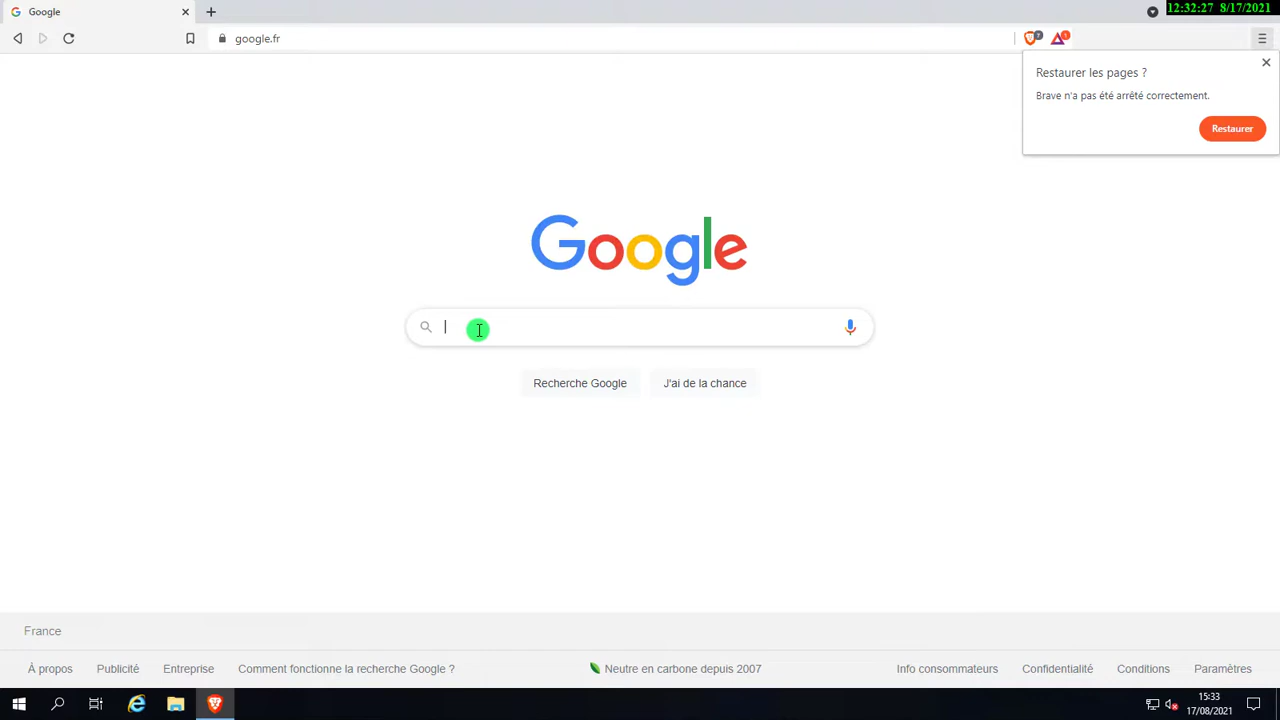 Google
12:32:27 8/17/2021
google.fr
7
1
Restaurer les pages ?
Brave n'a pas été arrêté correctement.
Restaurer
Google
Recherche Google
J'ai de la chance
France
À propos
Publicité
Entreprise
Comment fonctionne la recherche Google ?
Neutre en carbone depuis 2007
Info consommateurs
Confidentialité
Conditions
Paramètres
15:33
17/08/2021